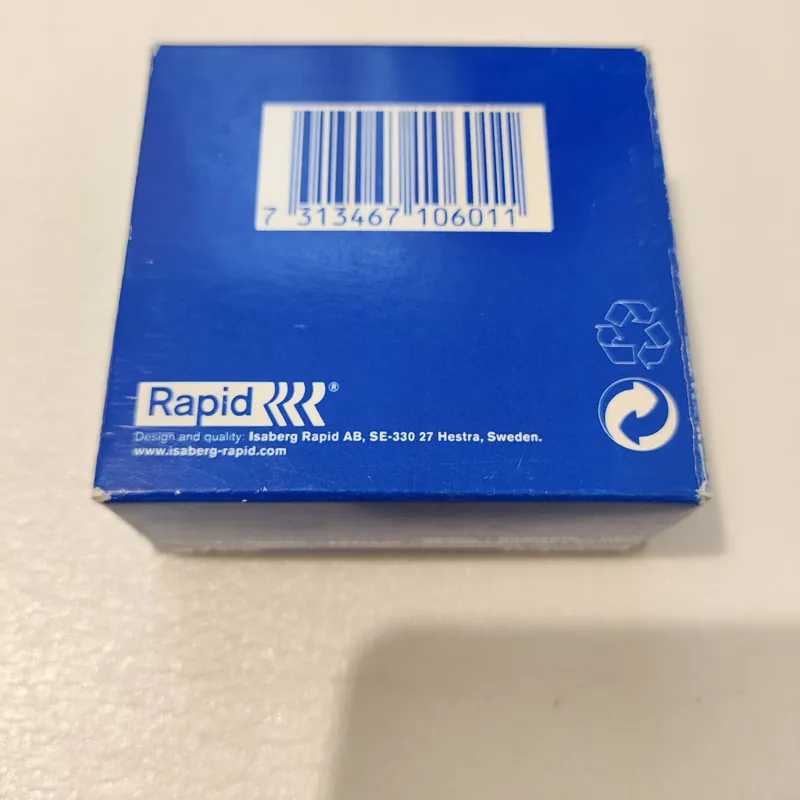 7 313467 106011
Rapid®
Design and quality: Isaberg Rapid AB, SE-330 27 Hestra, Sweden.
www.isaberg-rapid.com